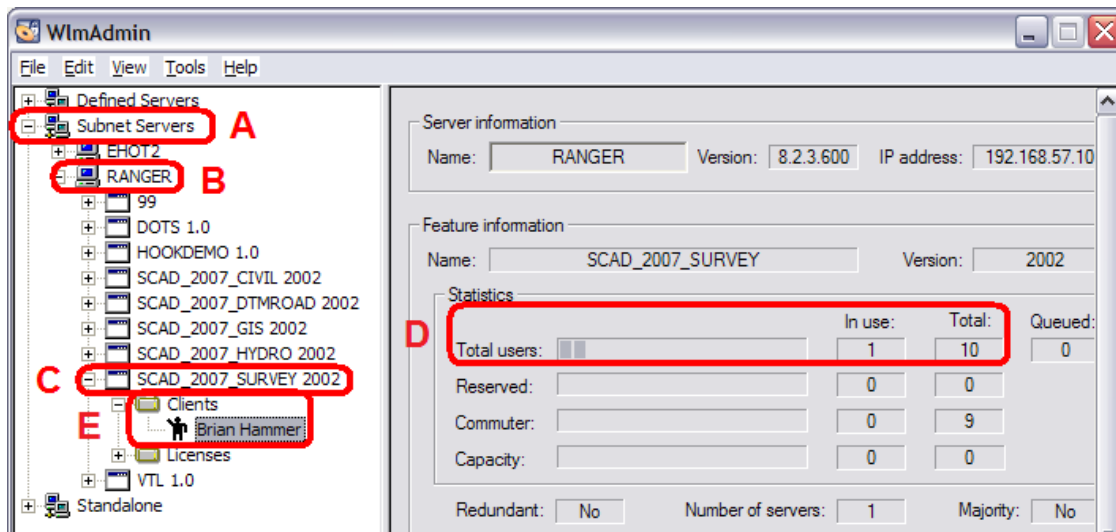 WlmAdmin
File Edit View Tools Help
Defined Servers
Subnet Servers A
EHOT2
RANGER B
99
DOTS 1.0
HOOKDEMO 1.0
SCAD_2007_CIVIL 2002
SCAD_2007_DTMROAD 2002
SCAD_2007_GIS 2002
SCAD_2007_HYDRO 2002
C SCAD_2007_SURVEY 2002
Clients
E Brian Hammer
Licenses
VTL 1.0
Standalone
Server information
Name: RANGER Version: 8.2.3.600 IP address: 192.168.57.10
Feature information
Name: SCAD_2007_SURVEY Version: 2002
Statistics
D In use: Total: Queued:
Total users: 1 10 0
Reserved: 0 0
Commuter: 0 9
Capacity: 0 0
Redundant: No Number of servers: 1 Majority: No